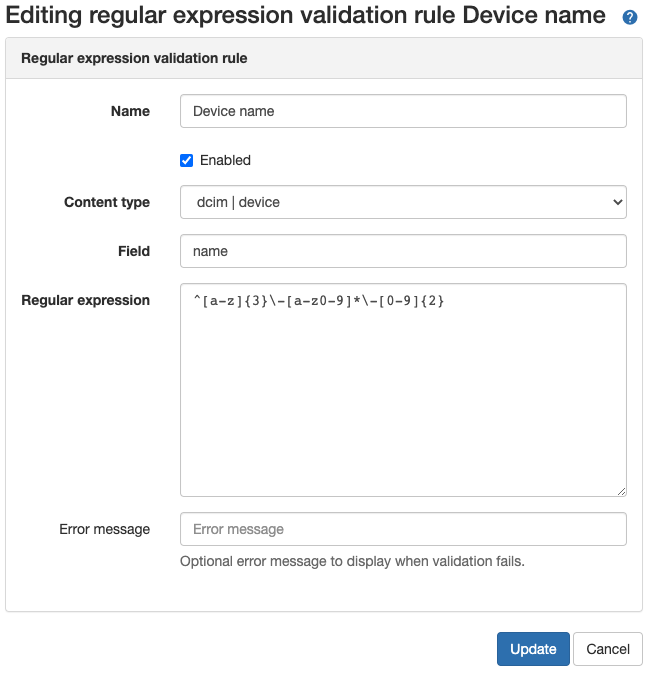 Editing regular expression validation rule Device name ?
Regular expression validation rule
Name Device name
Enabled
Content type dcim | device
Field name
Regular expression ^[a-z]{3}\-[a-z0-9]*\-[0-9]{2}
Error message Error message
Optional error message to display when validation fails.
Update Cancel